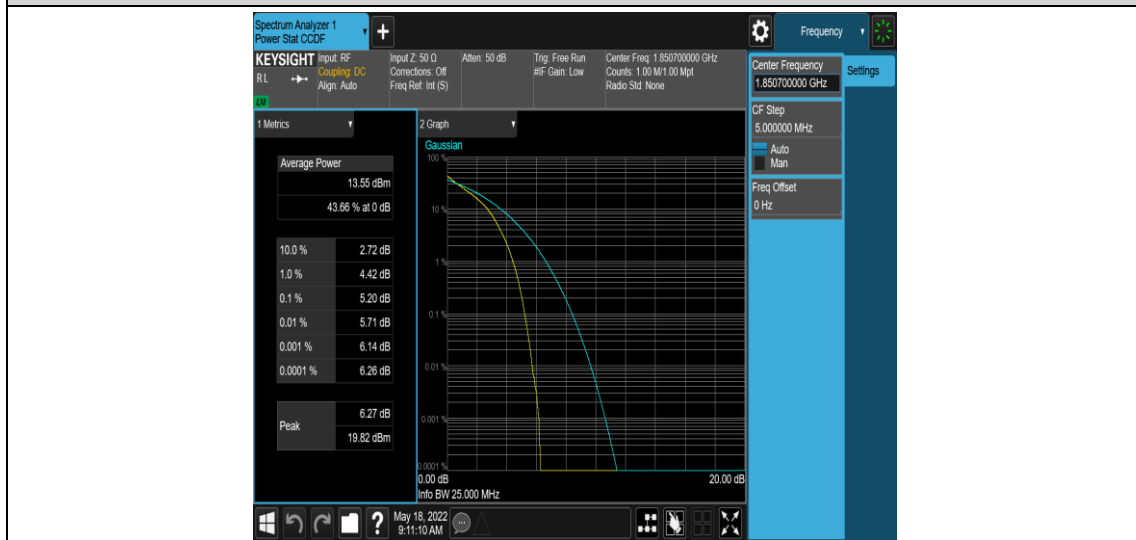 Spectrum Analyzer 1
Power Stat CCDF
+
Frequency
KEYSIGHT
RL
LXI
Input: RF
Coupling: DC
Align: Auto
Input Z: 50 Ω
Corrections: Off
Freq Ref: Int (S)
Atten: 50 dB
Trig: Free Run
#IF Gain: Low
Center Freq: 1.850700000 GHz
Counts: 1.00 M/1.00 Mpt
Radio Std: None
Center Frequency
1.850700000 GHz
Settings
CF Step
5.000000 MHz
Auto
Man
Freq Offset
0 Hz
1 Metrics
Average Power
13.55 dBm
43.66 % at 0 dB
10.0 % 2.72 dB
1.0 % 4.42 dB
0.1 % 5.20 dB
0.01 % 5.71 dB
0.001 % 6.14 dB
0.0001 % 6.26 dB
Peak
6.27 dB
19.82 dBm
2 Graph
Gaussian
100 %
10 %
1 %
0.1 %
0.01 %
0.001 %
0.0001 %
0.00 dB 20.00 dB
Info BW 25.000 MHz
?
May 18, 2022
9:11:10 AM